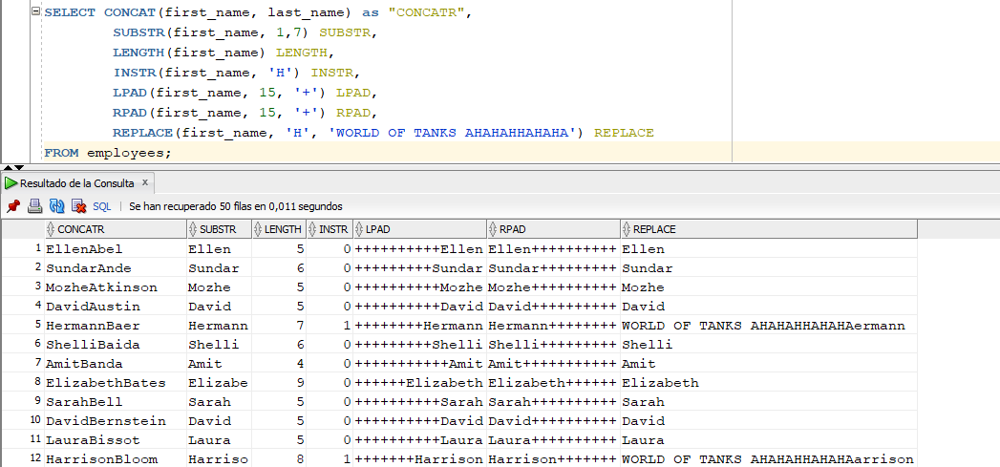 SELECT CONCAT(first_name, last_name) as "CONCATR",
SUBSTR(first_name, 1,7) SUBSTR,
LENGTH(first_name) LENGTH,
INSTR(first_name, 'H') INSTR,
LPAD(first_name, 15, '+') LPAD,
RPAD(first_name, 15, '+') RPAD,
REPLACE(first_name, 'H', 'WORLD OF TANKS AHAHAHHAHAHA') REPLACE
FROM employees;
Resultado de la Consulta x
SQL | Se han recuperado 50 filas en 0,011 segundos
CONCATR SUBSTR LENGTH INSTR LPAD RPAD REPLACE
1 EllenAbel Ellen 5 0 ++++++++++Ellen Ellen++++++++++ Ellen
2 SundarAnde Sundar 6 0 +++++++++Sundar Sundar+++++++++ Sundar
3 MozheAtkinson Mozhe 5 0 ++++++++++Mozhe Mozhe++++++++++ Mozhe
4 DavidAustin David 5 0 ++++++++++David David++++++++++ David
5 HermannBaer Hermann 7 1 ++++++++Hermann Hermann++++++++ WORLD OF TANKS AHAHAHHAHAHAermann
6 ShelliBaida Shelli 6 0 +++++++++Shelli Shelli+++++++++ Shelli
7 AmitBanda Amit 4 0 +++++++++++Amit Amit+++++++++++ Amit
8 ElizabethBates Elizabe 9 0 ++++++Elizabeth Elizabeth++++++ Elizabeth
9 SarahBell Sarah 5 0 ++++++++++Sarah Sarah++++++++++ Sarah
10 DavidBernstein David 5 0 ++++++++++David David++++++++++ David
11 LauraBissot Laura 5 0 ++++++++++Laura Laura++++++++++ Laura
12 HarrisonBloom Harriso 8 1 +++++++Harrison Harrison+++++++ WORLD OF TANKS AHAHAHHAHAHAarrison